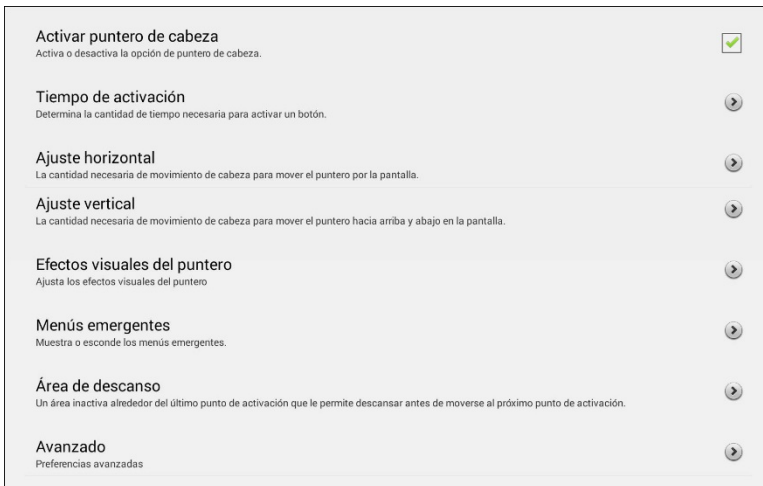 Activar puntero de cabeza
Activa o desactiva la opción de puntero de cabeza.
Tiempo de activación
Determina la cantidad de tiempo necesaria para activar un botón.
Ajuste horizontal
La cantidad necesaria de movimiento de cabeza para mover el puntero por la pantalla.
Ajuste vertical
La cantidad necesaria de movimiento de cabeza para mover el puntero hacia arriba y abajo en la pantalla.
Efectos visuales del puntero
Ajusta los efectos visuales del puntero
Menús emergentes
Muestra o esconde los menús emergentes.
Área de descanso
Un área inactiva alrededor del último punto de activación que le permite descansar antes de moverse al próximo punto de activación.
Avanzado
Preferencias avanzadas